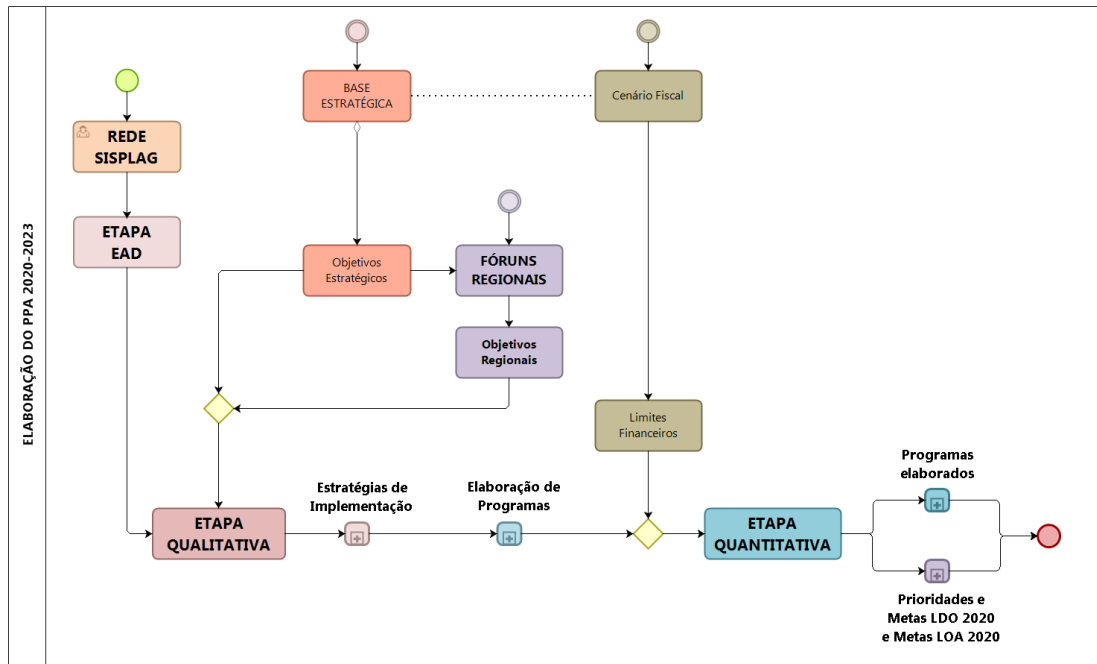 ELABORAÇÃO DO PPA 2020-2023
BASE
ESTRATÉGICA
Cenário Fiscal
REDE
SISPLAG
ETAPA
EAD
Objetivos
Estratégicos
FÓRUNS
REGIONAIS
Objetivos
Regionais
Limites
Financeiros
ETAPA
QUALITATIVA
Estratégias de
Implementação
Elaboração de
Programas
ETAPA
QUANTITATIVA
Programas
elaborados
Prioridades e
Metas LDO 2020
e Metas LOA 2020